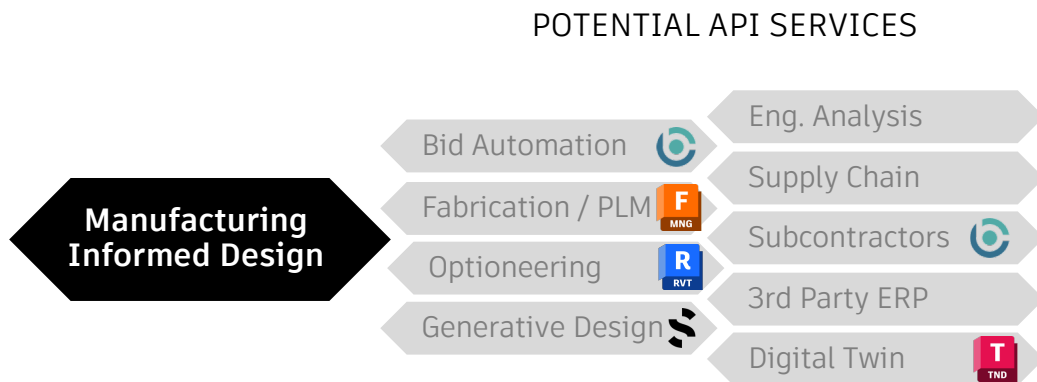 POTENTIAL API SERVICES
Manufacturing
Informed Design
Bid Automation
Fabrication / PLM
F
MNG
Optioneering
R
RVT
Generative Design
Eng. Analysis
Supply Chain
Subcontractors
3rd Party ERP
Digital Twin
T
TND